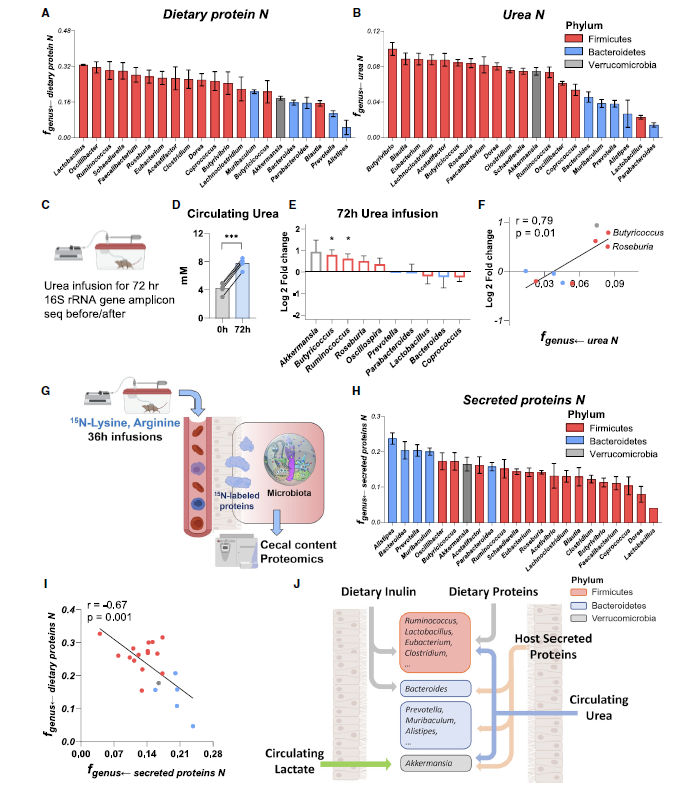 A
Dietary protein N
f genus← dietary protein N
0.48
0.32
0.16
0.00
Lactobacillus
Oscillibacter
Ruminococcus
Schaedlerella
Faecalibacterium
Roseburia
Eubacterium
Acetatifactor
Clostridium
Dorea
Coprococcus
Butyrivibrio
Lachnoclostridium
Muribaculum
Butyricicoccus
Akkermansia
Bacteroides
Parabacteroides
Blautia
Prevotella
Alistipes
B
Urea N
f genus← urea N
0.12
0.08
0.04
0.00
Phylum
Firmicutes
Bacteroidetes
Verrucomicrobia
Butyrivibrio
Blautia
Eubacterium
Lachnoclostridium
Acetatifactor
Butyricicoccus
Roseburia
Faecalibacterium
Dorea
Clostridium
Schaedlerella
Akkermansia
Ruminococcus
Oscillibacter
Coprococcus
Bacteroides
Muribaculum
Prevotella
Alistipes
Lactobacillus
Parabacteroides
C
Urea infusion for 72 hr
16S rRNA gene amplicon
seq before/after
D
Circulating Urea
***
mM
12
8
4
0
0h
72h
E
72h Urea infusion
Log 2 Fold change
2
1
0
-1
-2
*
*
Akkermansia
Butyricoccus
Ruminococcus
Roseburia
Oscillospira
Prevotella
Parabacteroides
Lactobacillus
Bacteroides
Coprococcus
F
r = 0,79
p = 0.01
Log 2 Fold change
1
0
-1
0,03
0,06
0,09
Butyricoccus
Roseburia
f genus← urea N
G
15N-Lysine, Arginine
36h infusions
15N-labeled
proteins
Microbiota
Cecal content
Proteomics
H
Secreted proteins N
f genus← secreted proteins N
0.3
0.2
0.1
0.0
Phylum
Firmicutes
Bacteroidetes
Verrucomicrobia
Alistipes
Bacteroides
Prevotella
Muribaculum
Oscillibacter
Butyricicoccus
Akkermansia
Acetatifactor
Parabacteroides
Ruminococcus
Schaedlerella
Eubacterium
Roseburia
Acetivibrio
Lachnoclostridium
Blautia
Clostridium
Butyrivibrio
Faecalibacterium
Coprococcus
Dorea
Lactobacillus
I
r = -0.67
p = 0.001
f genus← dietary proteins N
0.4
0.3
0.2
0.1
0.0
0,00
0,07
0,14
0,21
0,28
f genus← secreted proteins N
J
Dietary Inulin
Dietary Proteins
Phylum
Firmicutes
Bacteroidetes
Verrucomicrobia
Ruminococcus,
Lactobacillus,
Eubacterium,
Clostridium,
...
Host Secreted
Proteins
Bacteroides
Prevotella,
Muribaculum,
Alistipes,
...
Circulating
Urea
Circulating
Lactate
Akkermansia